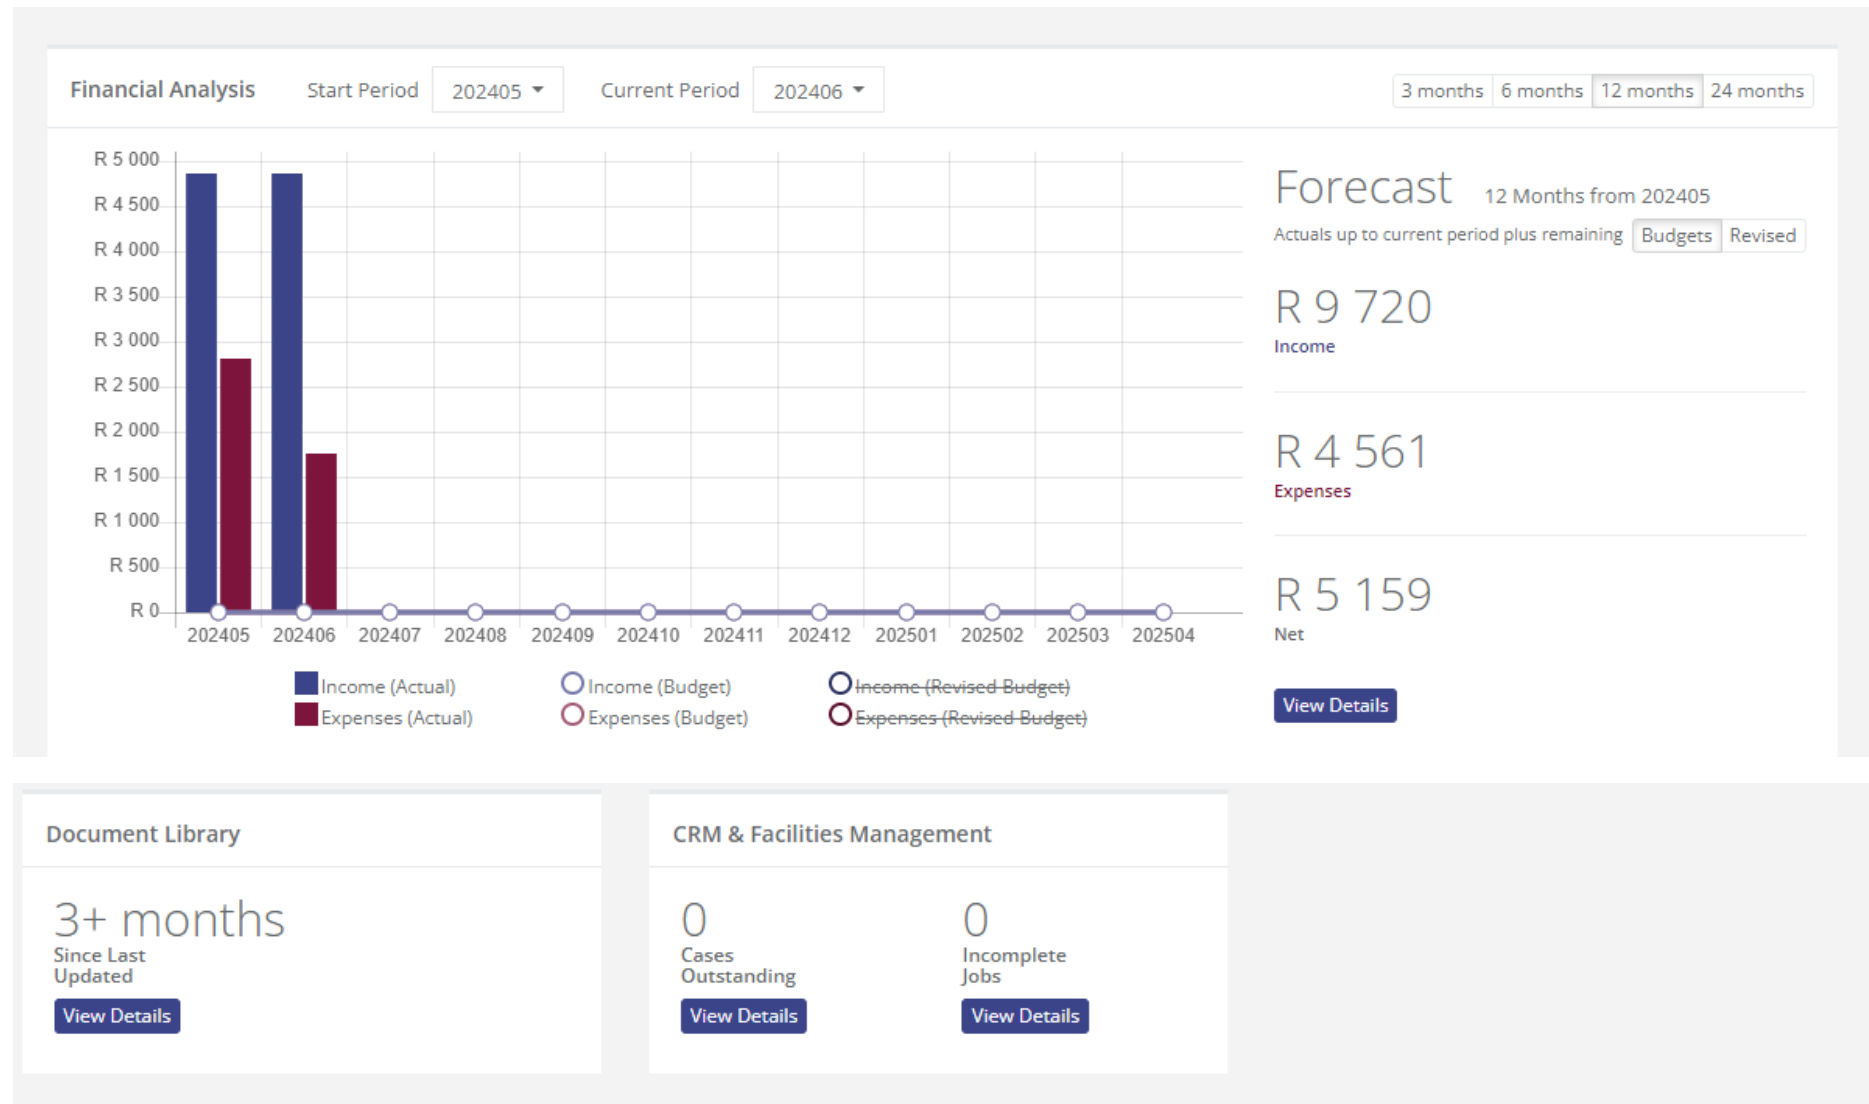 Financial Analysis Start Period 202405 Current Period 202406 3 months 6 months 12 months 24 months
R 5 000
R 4 500
R 4 000
R 3 500
R 3 000
R 2 500
R 2 000
R 1 500
R 1 000
R 500
R 0
202405 202406 202407 202408 202409 202410 202411 202412 202501 202502 202503 202504
Income (Actual) Income (Budget) Income (Revised Budget)
Expenses (Actual) Expenses (Budget) Expenses (Revised Budget)
Forecast 12 Months from 202405
Actuals up to current period plus remaining Budgets Revised
R 9 720
Income
R 4 561
Expenses
R 5 159
Net
View Details
Document Library
3+ months
Since Last
Updated
View Details
CRM & Facilities Management
0
Cases
Outstanding
View Details
0
Incomplete
Jobs
View Details